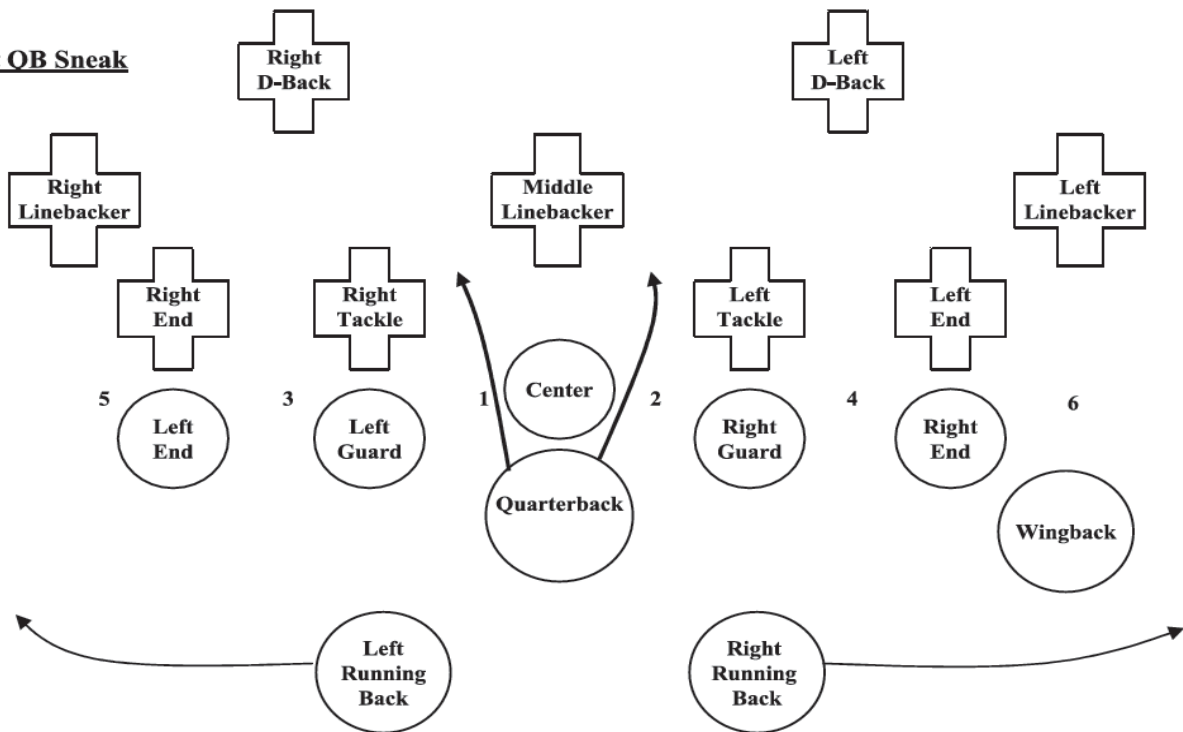 QB Sneak
Right
D-Back
Left
D-Back
Right
Linebacker
Middle
Linebacker
Left
Linebacker
Right
End
Right
Tackle
Left
Tackle
Left
End
5
3
1
Center
2
4
6
Left
End
Left
Guard
Right
Guard
Right
End
Quarterback
Wingback
Left
Running
Back
Right
Running
Back